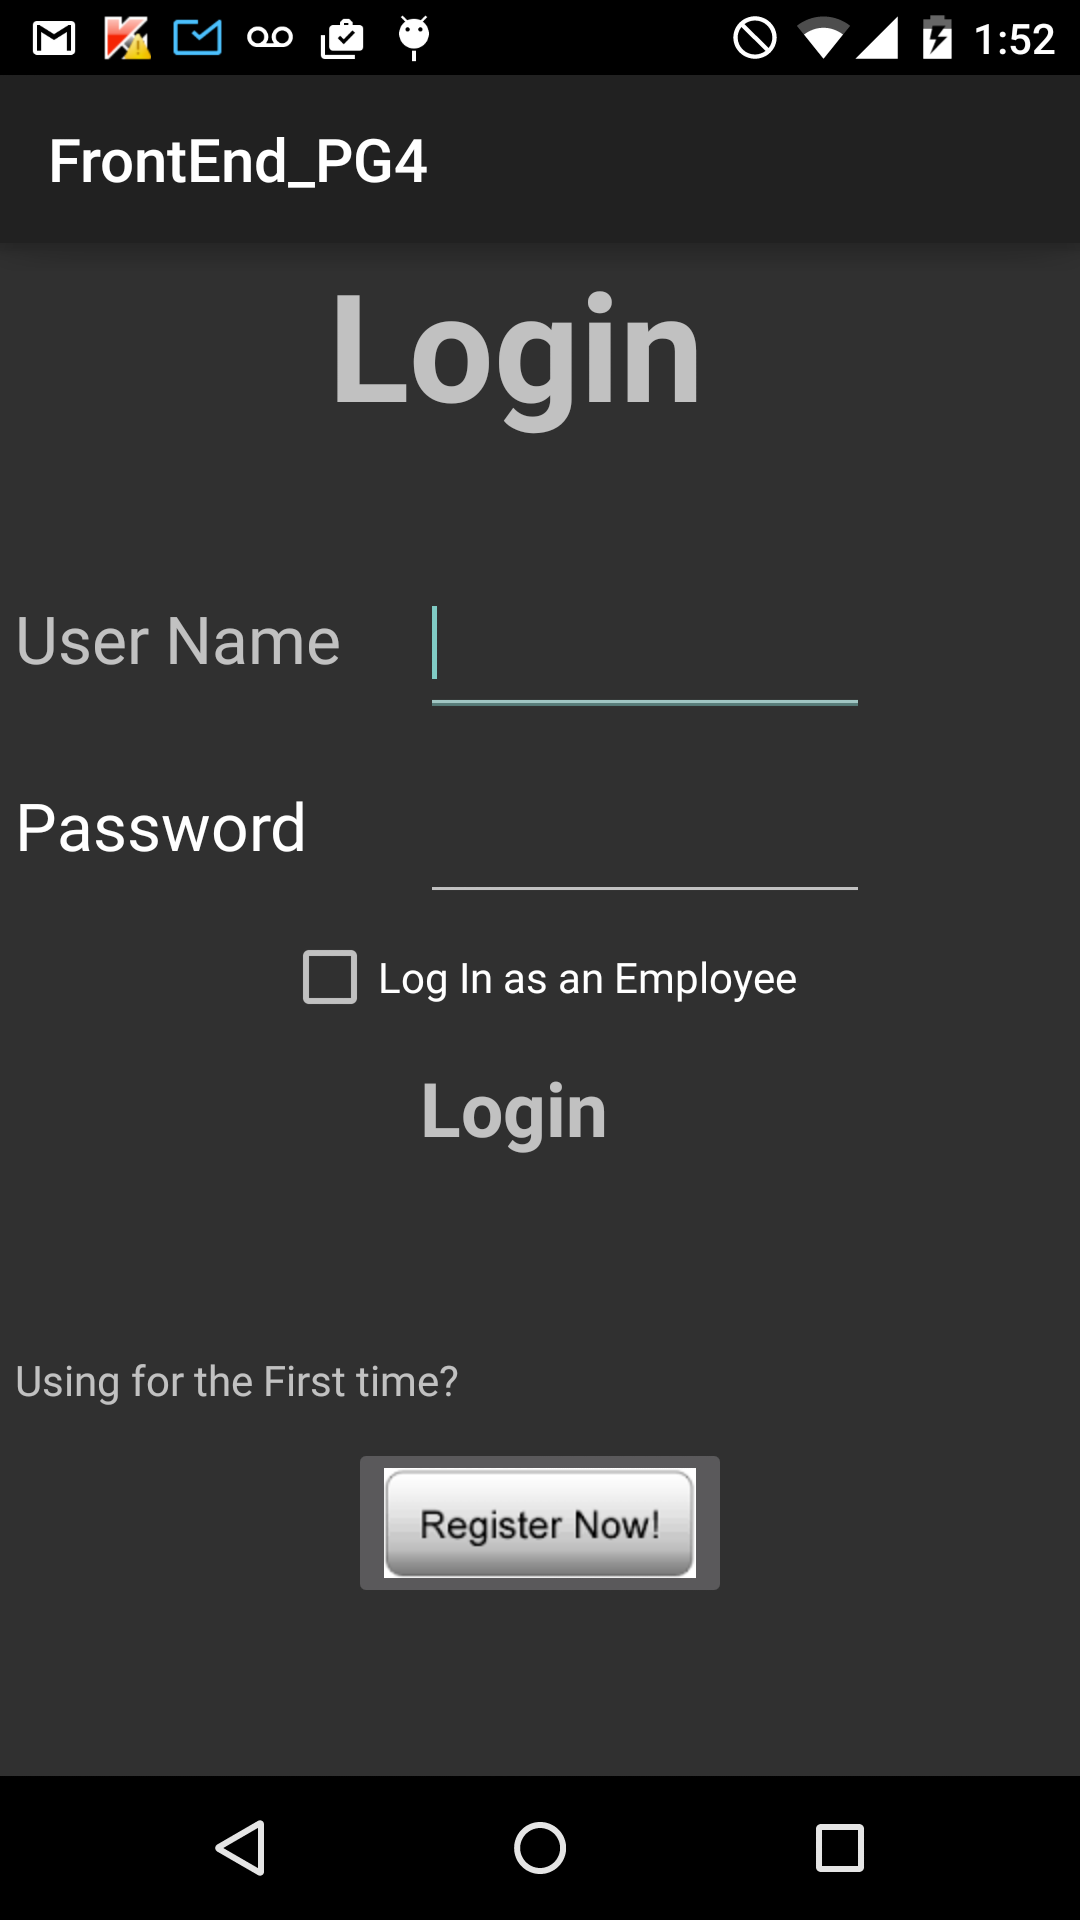 1:52
FrontEnd_PG4
Login
User Name
Password
Log In as an Employee
Login
Using for the First time?
Register Now!